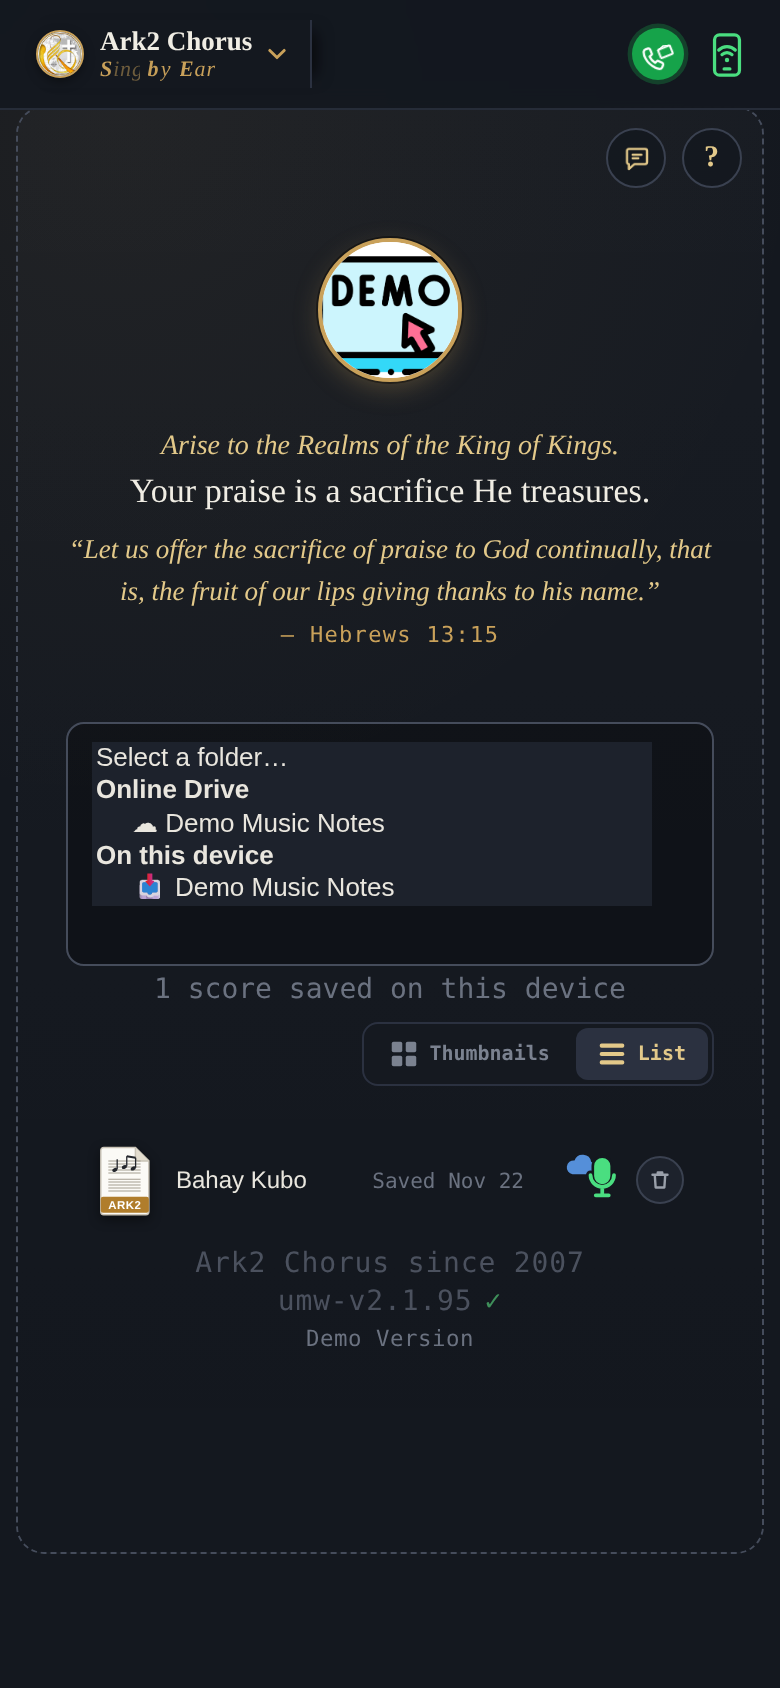 Ark2 Chorus
Sing by Ear
?
DEMO
Arise to the Realms of the King of Kings.
Your praise is a sacrifice He treasures.
“Let us offer the sacrifice of praise to God continually, that
is, the fruit of our lips giving thanks to his name.”
— Hebrews 13:15
Select a folder…
Online Drive
☁ Demo Music Notes
On this device
📥 Demo Music Notes
1 score saved on this device
Thumbnails
List
ARK2
Bahay Kubo
Saved Nov 22
Ark2 Chorus since 2007
umw-v2.1.95 ✓
Demo Version